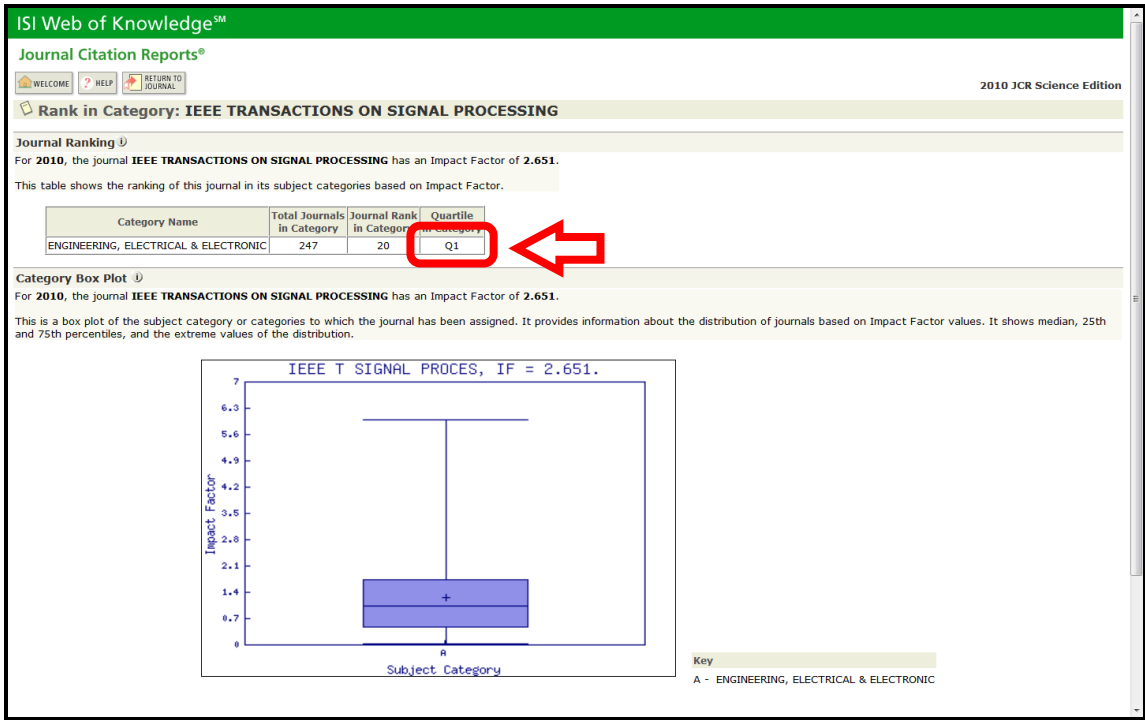 ISI Web of Knowledge℠
Journal Citation Reports®
WELCOME ? HELP RETURN TO JOURNAL
2010 JCR Science Edition
Rank in Category: IEEE TRANSACTIONS ON SIGNAL PROCESSING
Journal Ranking
For 2010, the journal IEEE TRANSACTIONS ON SIGNAL PROCESSING has an Impact Factor of 2.651.
This table shows the ranking of this journal in its subject categories based on Impact Factor.
Category Name Total Journals in Category Journal Rank in Category Quartile in Category
ENGINEERING, ELECTRICAL & ELECTRONIC 247 20 Q1
Category Box Plot
For 2010, the journal IEEE TRANSACTIONS ON SIGNAL PROCESSING has an Impact Factor of 2.651.
This is a box plot of the subject category or categories to which the journal has been assigned. It provides information about the distribution of journals based on Impact Factor values. It shows median, 25th
and 75th percentiles, and the extreme values of the distribution.
IEEE T SIGNAL PROCES, IF = 2.651.
7
6.3
5.6
4.9
4.2
3.5
2.8
2.1
1.4
0.7
0
Impact Factor
A
Subject Category
Key
A - ENGINEERING, ELECTRICAL & ELECTRONIC